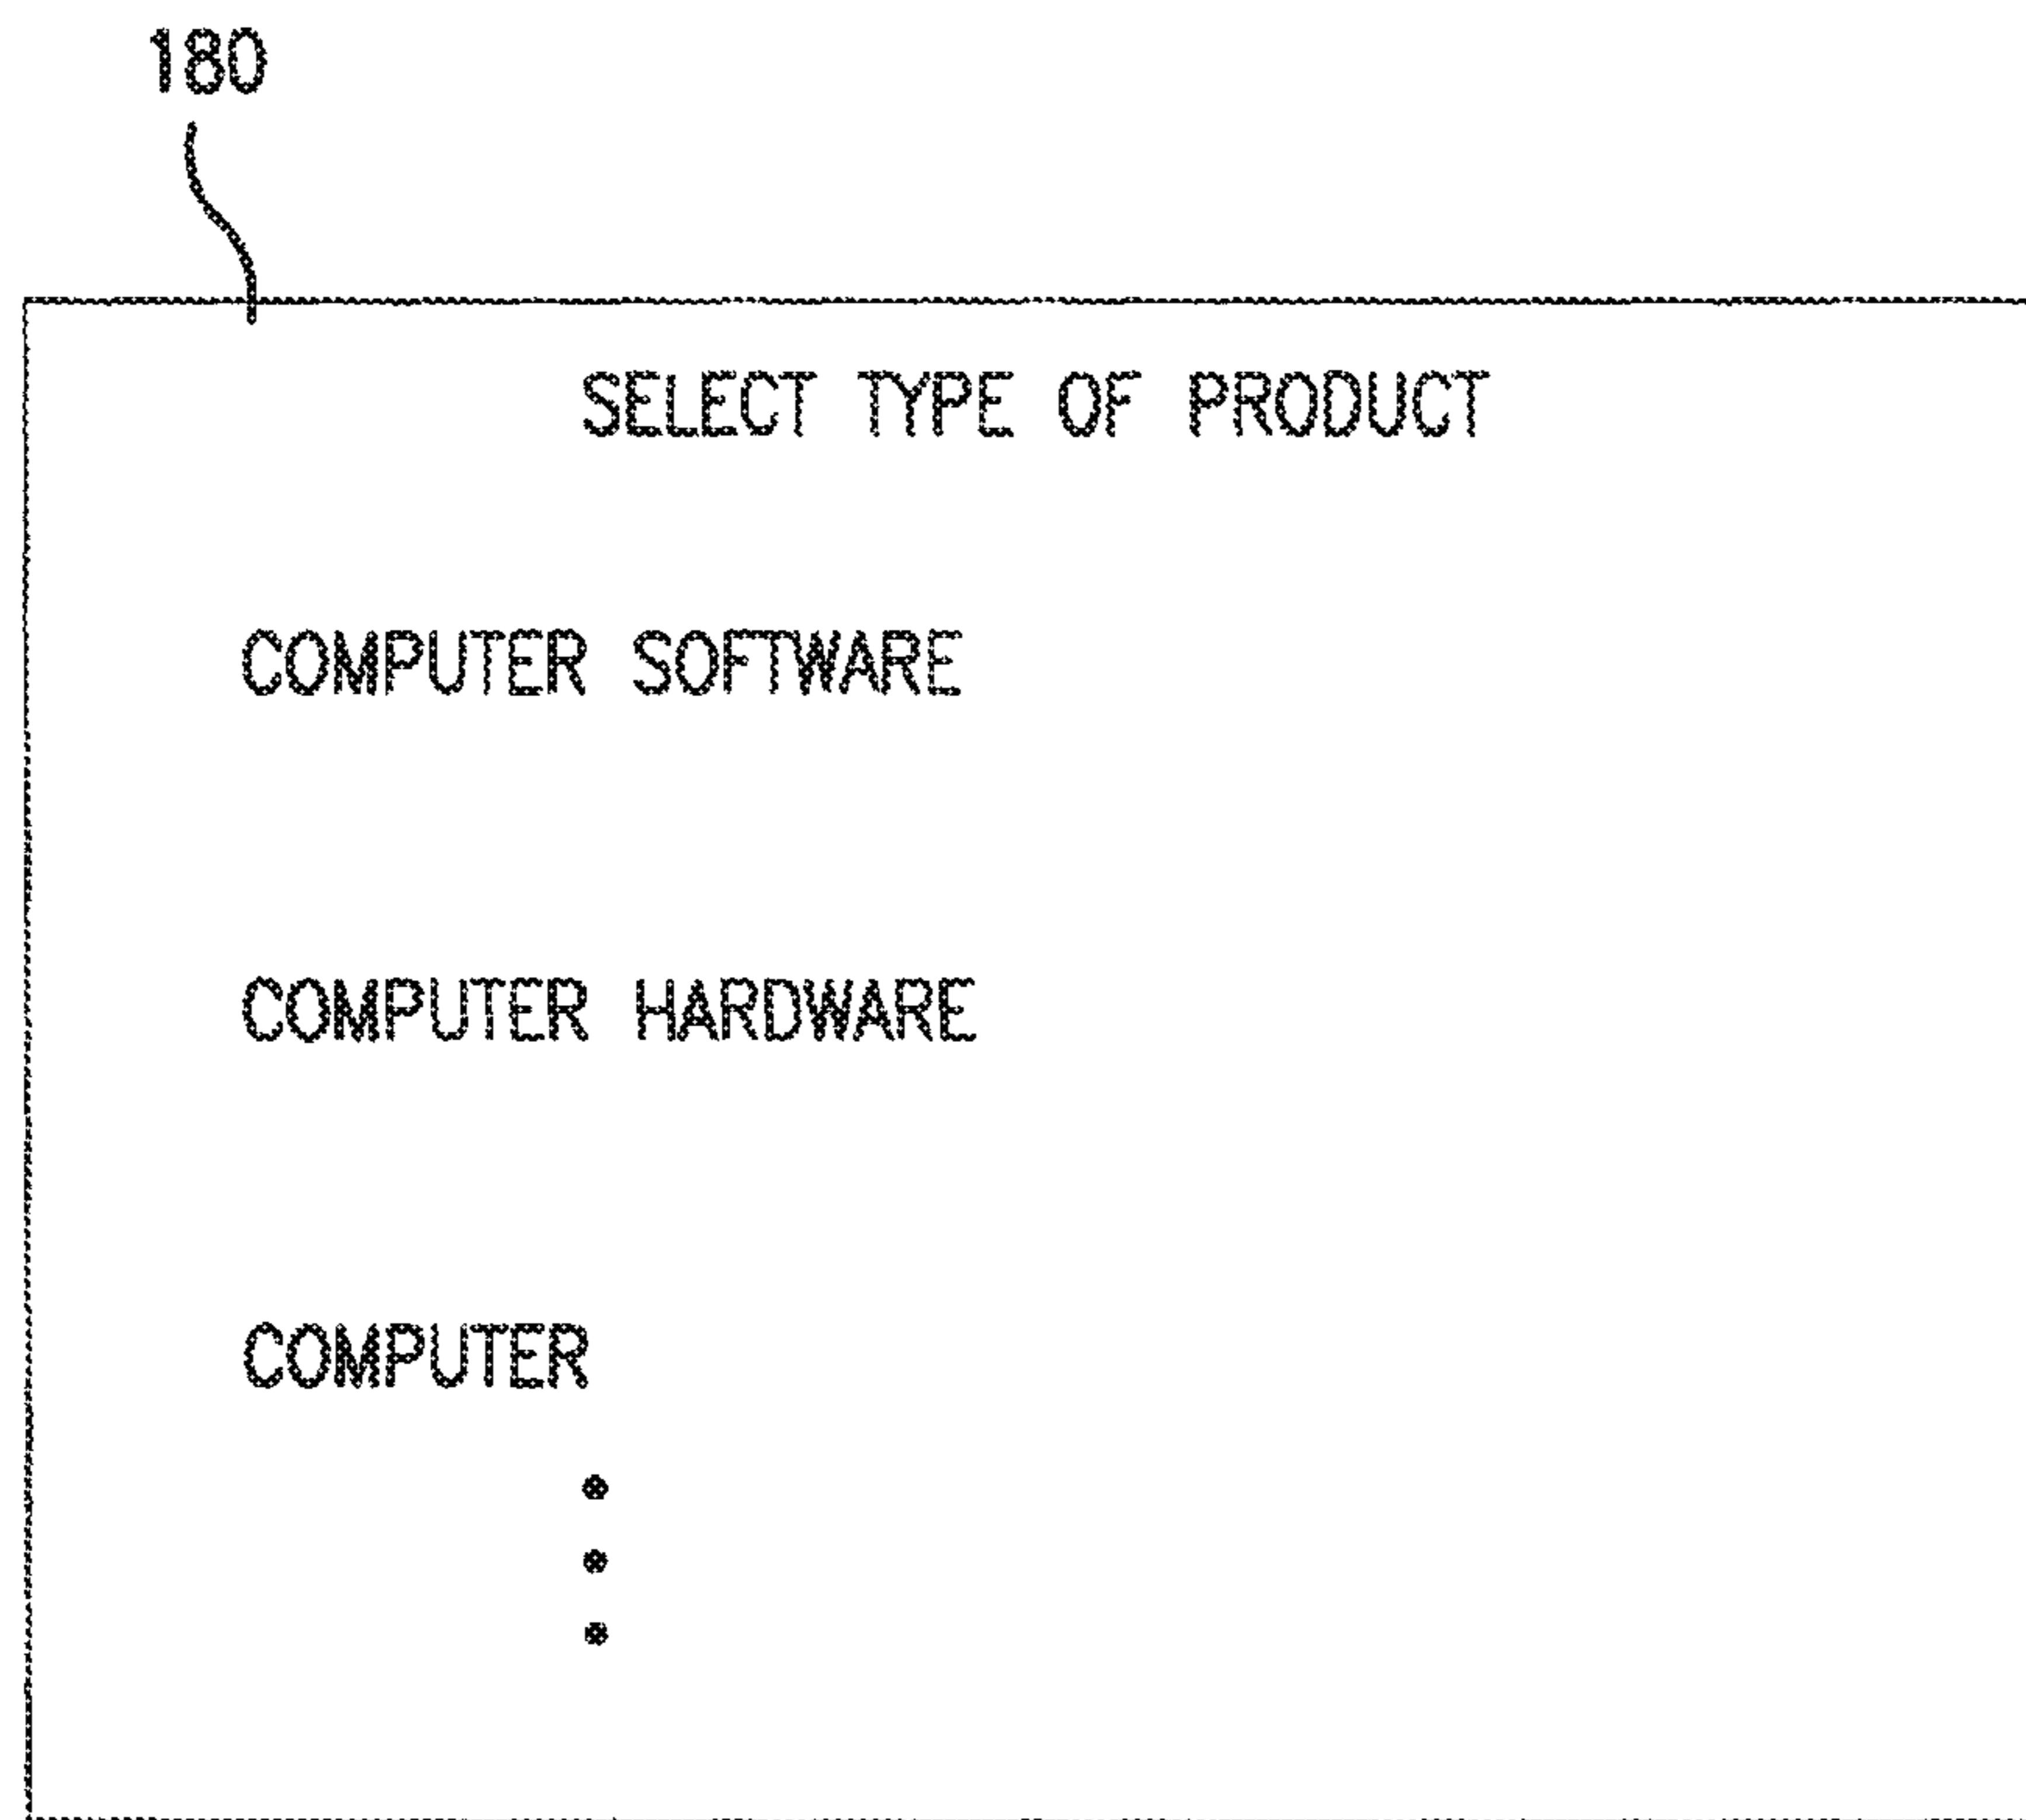 180
SELECT TYPE OF PRODUCT
COMPUTER SOFTWARE
COMPUTER HARDWARE
COMPUTER